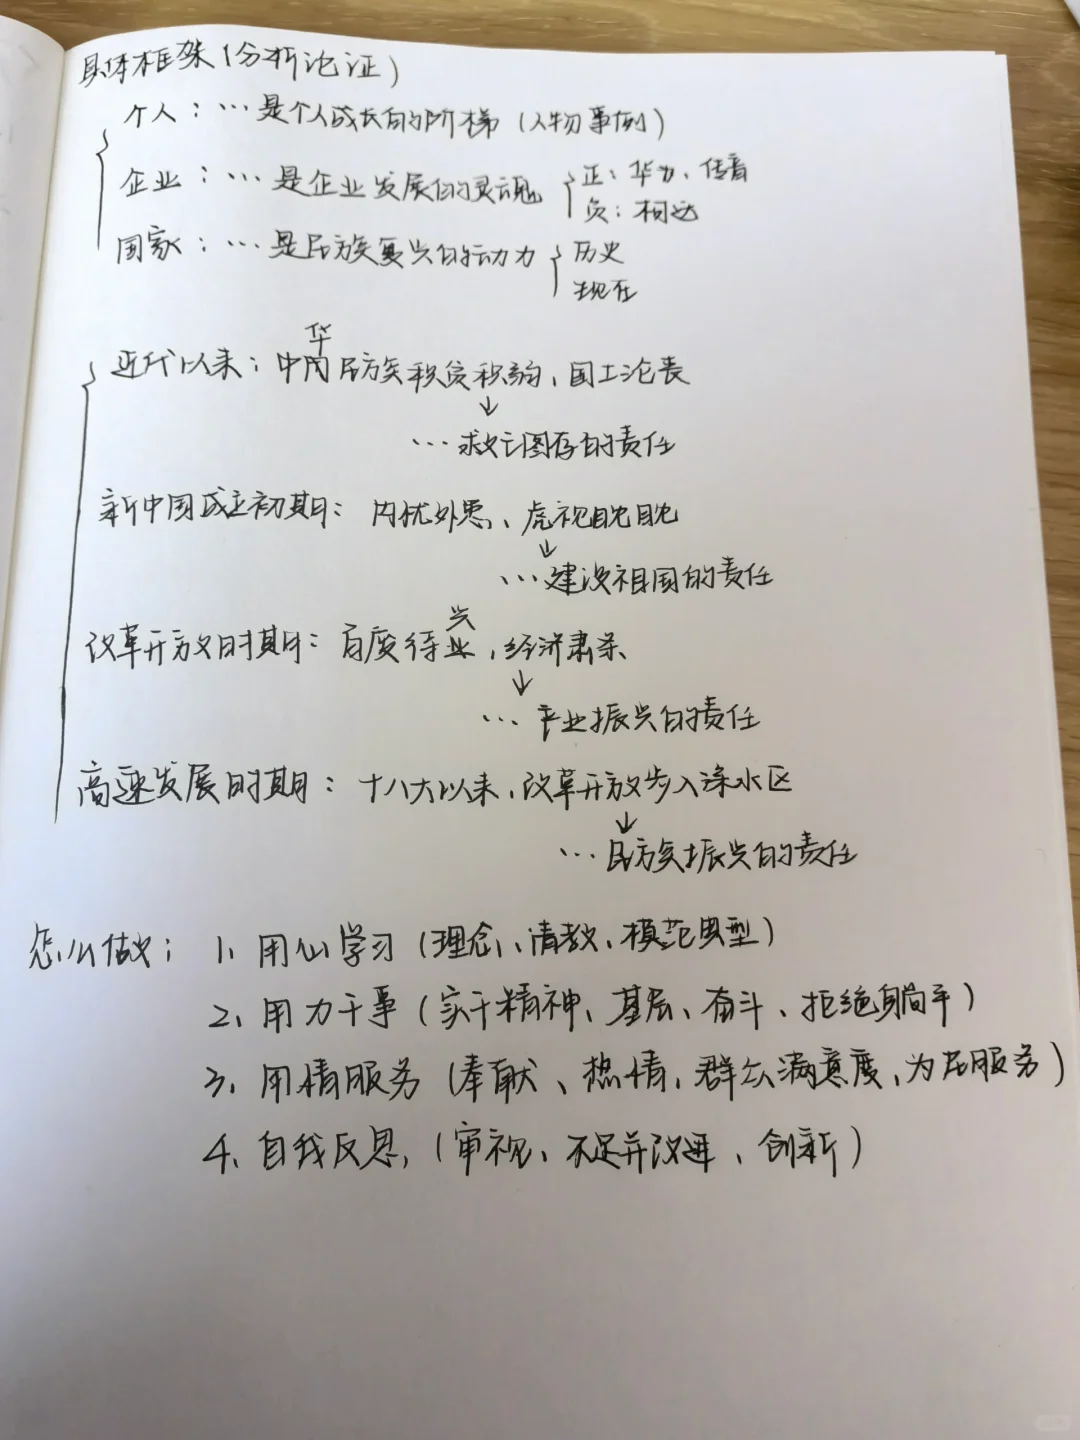 具体框架(分析论证)
个人：… 是个人成长的阶梯 (人物事例)
企业：… 是企业发展的灵魂 正：华为、传音
负：柯达
国家：… 是民族复兴的动力 历史
现在
华
近代以来：中国民族积贫积弱、国土沦丧
↓
… 救亡图存的责任
新中国成立初期：内忧外患、虎视眈眈
↓
… 建设祖国的责任
兴
改革开放时期：百废待业，经济肃条
↓
… 产业振兴的责任
高速发展时期：十八大以来，改革开放步入深水区
↓
… 民族振兴的责任
怎么做：1、用心学习 (理念、请教、模范典型)
2、用力干事 (实干精神、基层、奋斗、拒绝躺平)
3、用情服务 (奉献、热情、群众满意度、为民服务)
4、自我反思，(审视、不足并改进、创新)